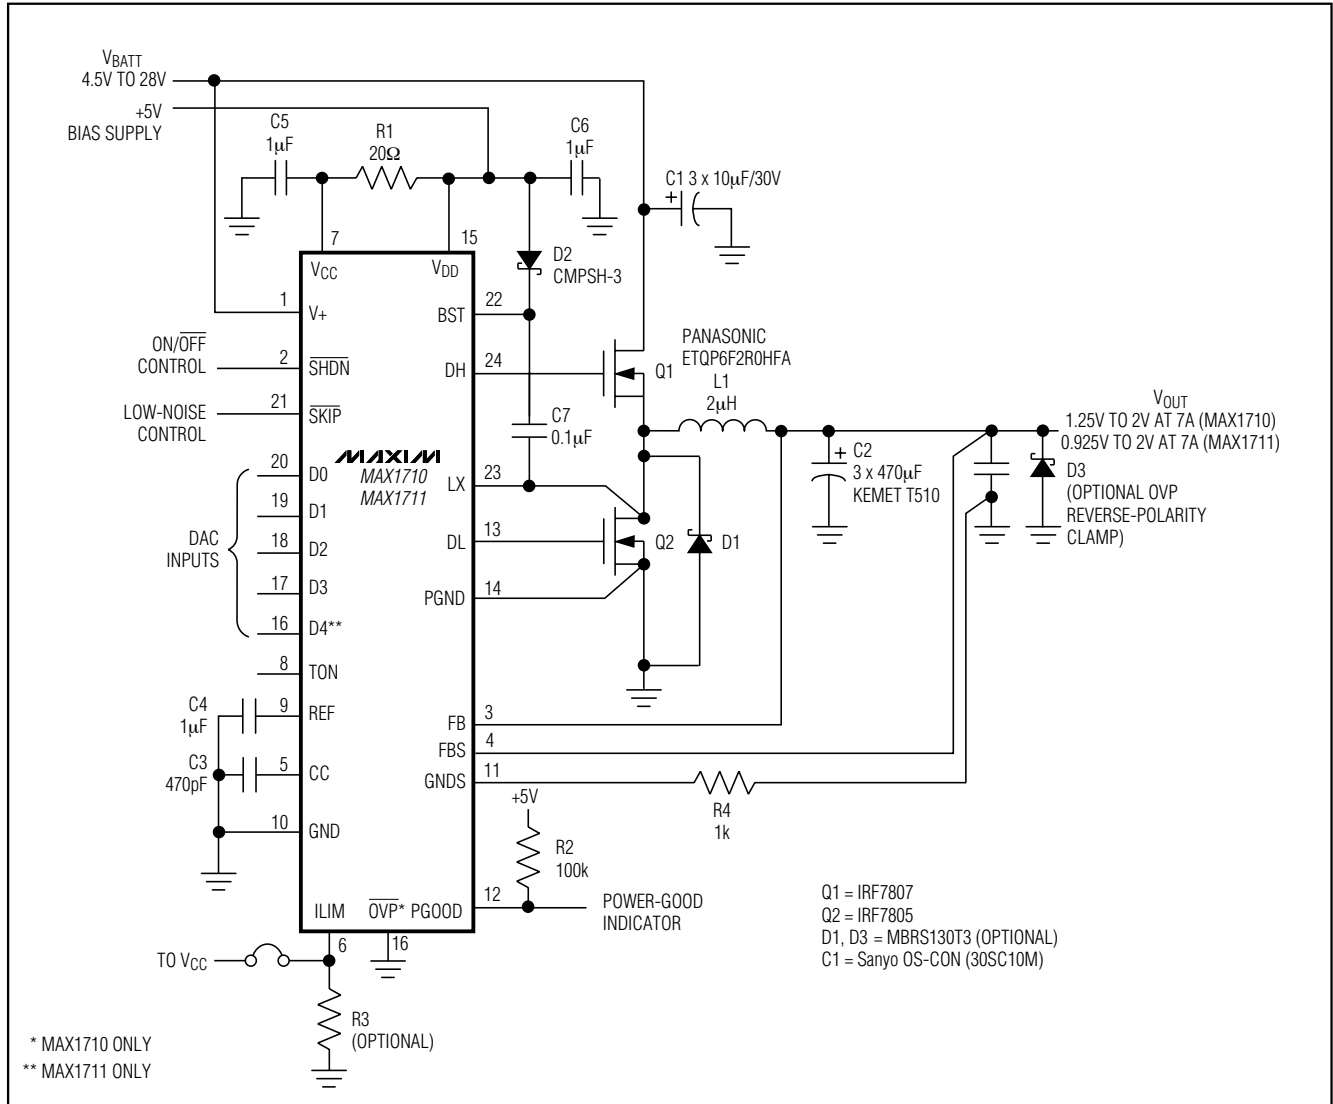 VBATT
4.5V TO 28V
+5V
BIAS SUPPLY
C5
1µF
R1
20Ω
C6
1µF
C1 3 x 10µF/30V
+
7
15
VCC
VDD
D2
CMPSH-3
1
V+
BST
22
ON/OFF
CONTROL
2
SHDN
DH
24
Q1
PANASONIC
ETQP6F2R0HFA
L1
2µH
LOW-NOISE
CONTROL
21
SKIP
C7
0.1µF
VOUT
1.25V TO 2V AT 7A (MAX1710)
0.925V TO 2V AT 7A (MAX1711)
MAXIM
MAX1710
MAX1711
+
C2
3 x 470µF
KEMET T510
D3
(OPTIONAL OVP
REVERSE-POLARITY
CLAMP)
DAC
INPUTS
20
D0
19
D1
18
D2
17
D3
16
D4**
LX
23
DL
13
Q2
D1
PGND
14
8
TON
C4
1µF
9
REF
C3
470pF
5
CC
10
GND
FB
3
FBS
4
GNDS
11
R4
1k
+5V
R2
100k
ILIM
OVP*
PGOOD
12
POWER-GOOD
INDICATOR
6
16
TO VCC
R3
(OPTIONAL)
Q1 = IRF7807
Q2 = IRF7805
D1, D3 = MBRS130T3 (OPTIONAL)
C1 = Sanyo OS-CON (30SC10M)
* MAX1710 ONLY
** MAX1711 ONLY